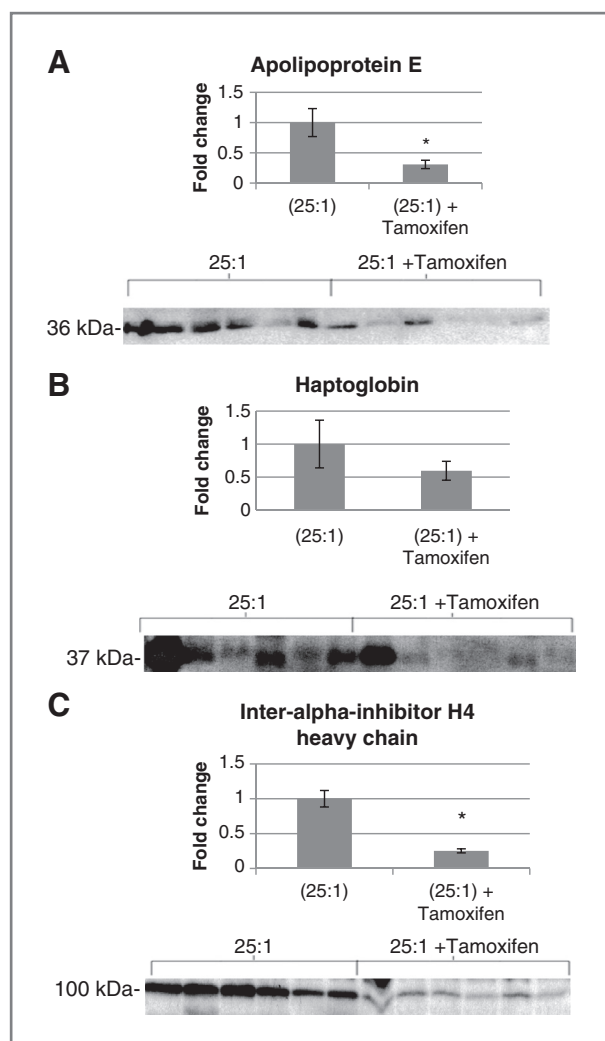 A
Apolipoprotein E
Fold change
1.5
1
0.5
0
*
(25:1)
(25:1) +
Tamoxifen
25:1
25:1 +Tamoxifen
36 kDa-
B
Haptoglobin
Fold change
1.5
1
0.5
0
(25:1)
(25:1) +
Tamoxifen
25:1
25:1 +Tamoxifen
37 kDa-
C
Inter-alpha-inhibitor H4
heavy chain
Fold change
1.5
1
0.5
0
*
(25:1)
(25:1) +
Tamoxifen
25:1
25:1 +Tamoxifen
100 kDa-